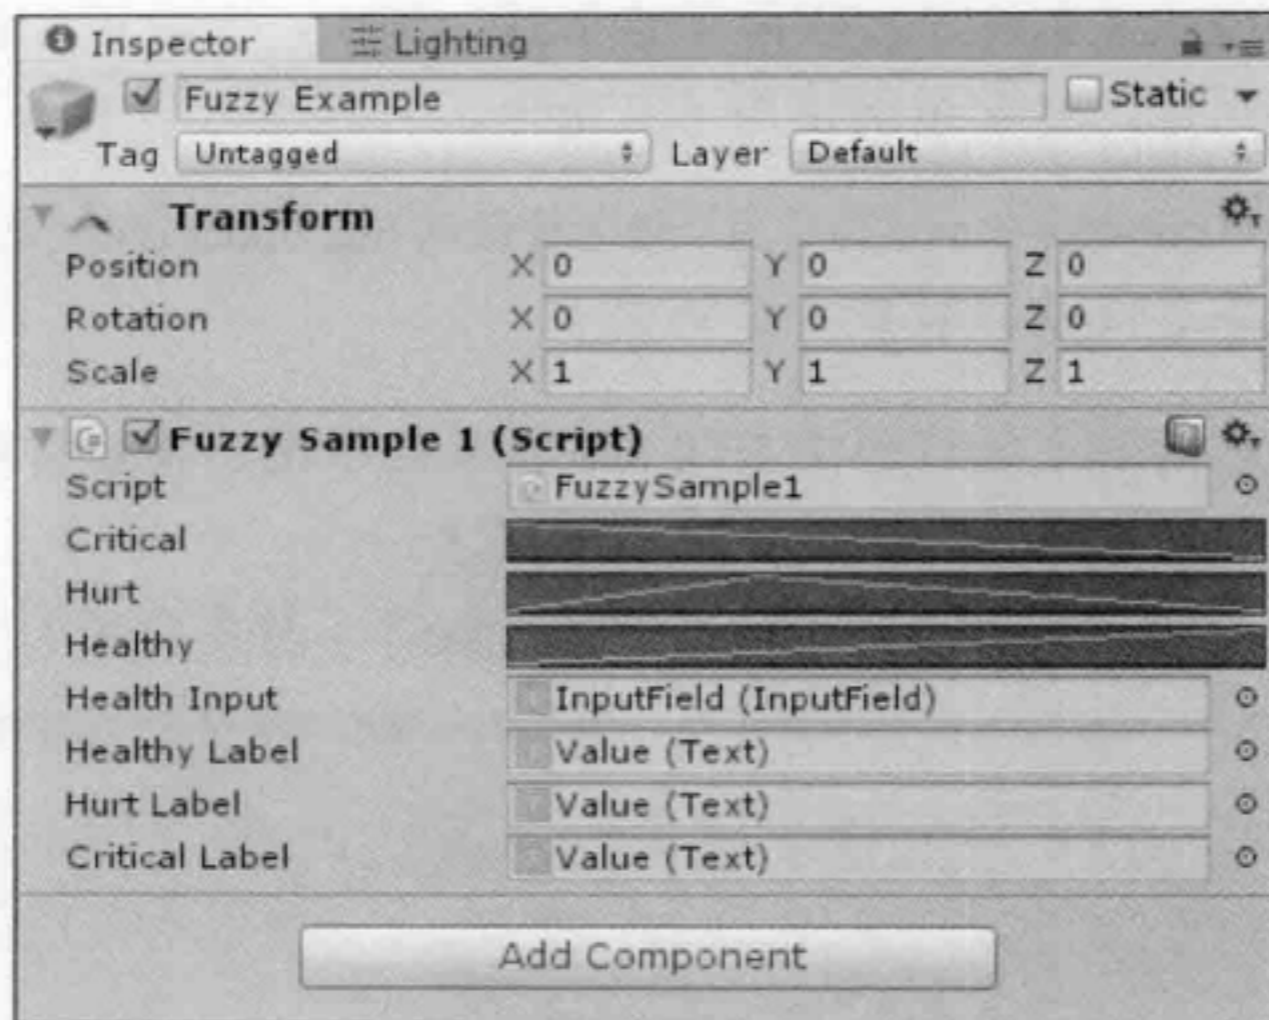 Inspector Lighting
Fuzzy Example Static
Tag Untagged Layer Default
Transform
Position X 0 Y 0 Z 0
Rotation X 0 Y 0 Z 0
Scale X 1 Y 1 Z 1
Fuzzy Sample 1 (Script)
Script FuzzySample1
Critical
Hurt
Healthy
Health Input InputField (InputField)
Healthy Label Value (Text)
Hurt Label Value (Text)
Critical Label Value (Text)
Add Component